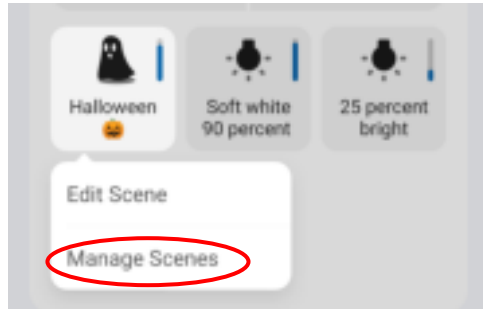 Halloween
🎃
Soft white
90 percent
25 percent
bright
Edit Scene
Manage Scenes